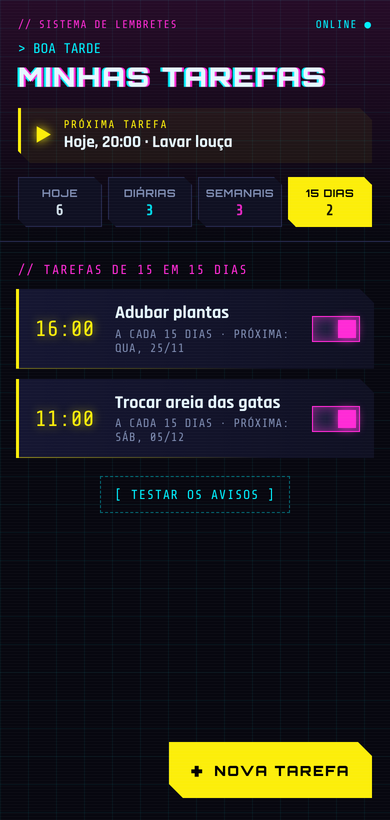 // SISTEMA DE LEMBRETES
ONLINE
> BOA TARDE
MINHAS TAREFAS
PRÓXIMA TAREFA
Hoje, 20:00 · Lavar louça
HOJE
6
DIÁRIAS
3
SEMANAIS
3
15 DIAS
2
// TAREFAS DE 15 EM 15 DIAS
16:00
Adubar plantas
A CADA 15 DIAS · PRÓXIMA:
QUA, 25/11
11:00
Trocar areia das gatas
A CADA 15 DIAS · PRÓXIMA:
SÁB, 05/12
[ TESTAR OS AVISOS ]
+ NOVA TAREFA